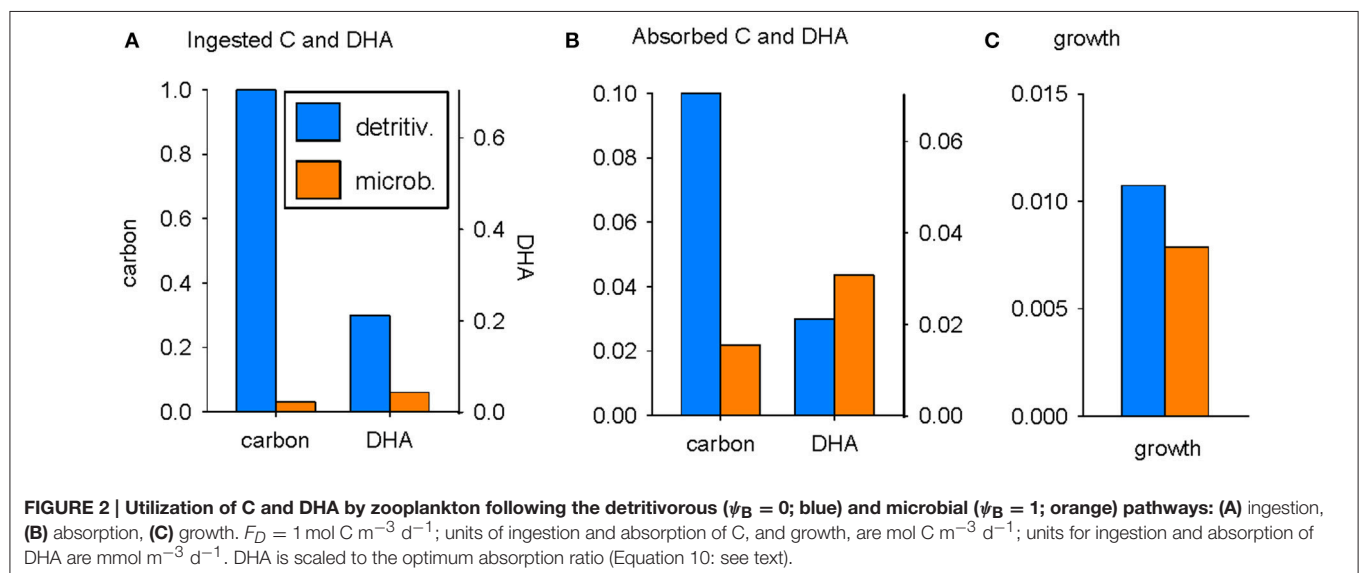 A Ingested C and DHA
1.0
0.8
0.6
0.4
0.2
0.0
carbon
detritiv.
microb.
0.6
0.4
0.2
0.0
DHA
carbon DHA
B Absorbed C and DHA
0.10
0.08
0.06
0.04
0.02
0.00
0.06
0.04
0.02
0.00
carbon DHA
C growth
0.015
0.010
0.005
0.000
growth
FIGURE 2 | Utilization of C and DHA by zooplankton following the detritivorous (ψB = 0; blue) and microbial (ψB = 1; orange) pathways: (A) ingestion,
(B) absorption, (C) growth. FD = 1 mol C m−3 d−1; units of ingestion and absorption of C, and growth, are mol C m−3 d−1; units for ingestion and absorption of
DHA are mmol m−3 d−1. DHA is scaled to the optimum absorption ratio (Equation 10: see text).